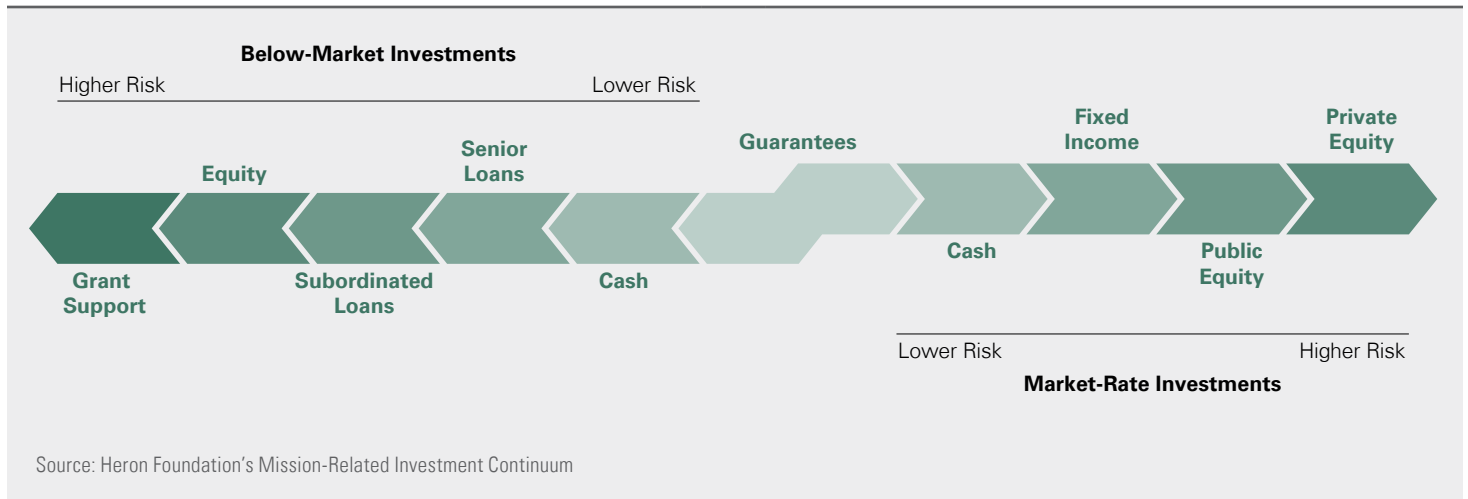 Below-Market Investments
Higher Risk
Lower Risk
Equity
Senior
Loans
Guarantees
Fixed
Income
Private
Equity
Grant
Support
Subordinated
Loans
Cash
Cash
Public
Equity
Lower Risk
Higher Risk
Market-Rate Investments
Source: Heron Foundation's Mission-Related Investment Continuum